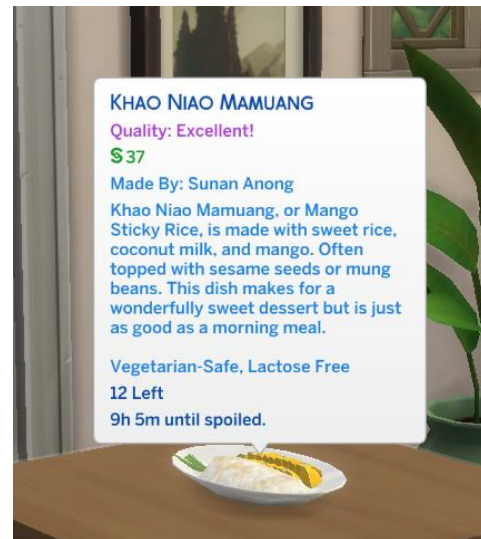 Khao Niao Mamuang
Quality: Excellent!
§37
Made By: Sunan Anong
Khao Niao Mamuang, or Mango
Sticky Rice, is made with sweet rice,
coconut milk, and mango. Often
topped with sesame seeds or mung
beans. This dish makes for a
wonderfully sweet dessert but is just
as good as a morning meal.
Vegetarian-Safe, Lactose Free
12 Left
9h 5m until spoiled.